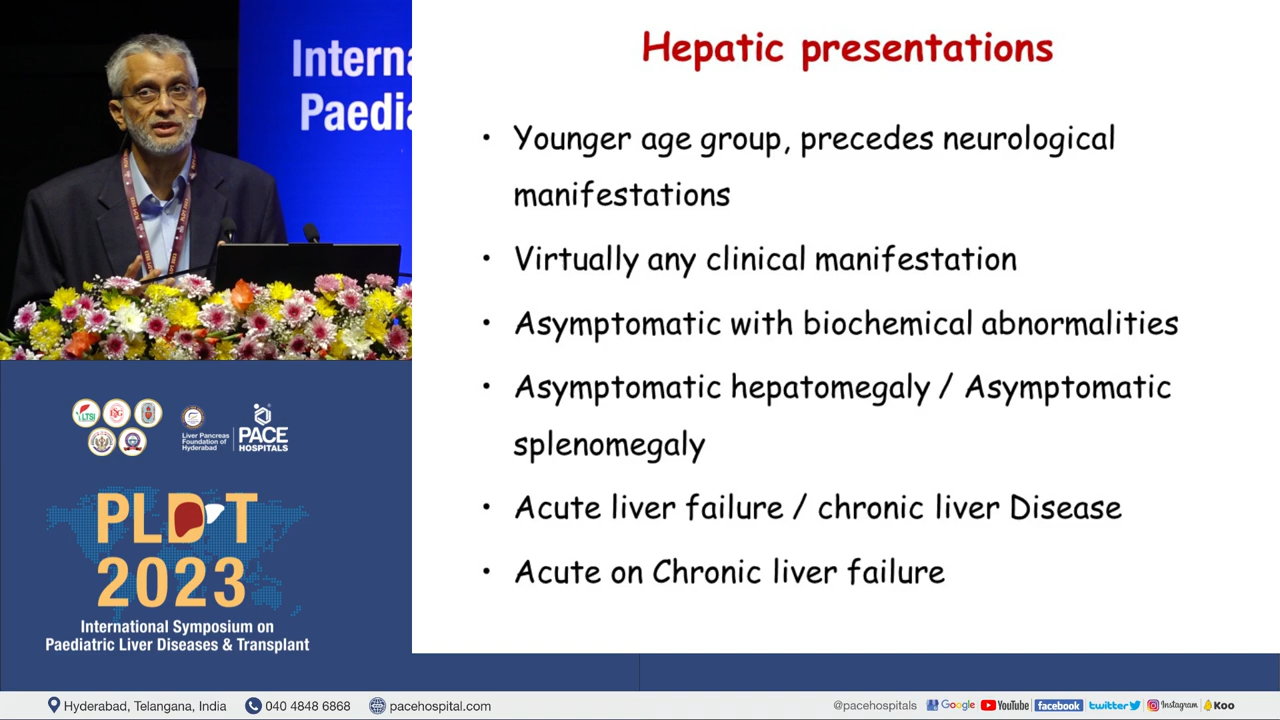 Interna
Paedia
Hepatic presentations
• Younger age group, precedes neurological
manifestations
• Virtually any clinical manifestation
• Asymptomatic with biochemical abnormalities
• Asymptomatic hepatomegaly / Asymptomatic
splenomegaly
• Acute liver failure / chronic liver Disease
• Acute on Chronic liver failure
LTSI
Liver Pancreas
Foundation of
Hyderabad
PACE
HOSPITALS
PLDT
2023
International Symposium on
Paediatric Liver Diseases & Transplant
Hyderabad, Telangana, India 040 4848 6868 pacehospital.com
@pacehospitals Google YouTube facebook twitter Instagram Koo